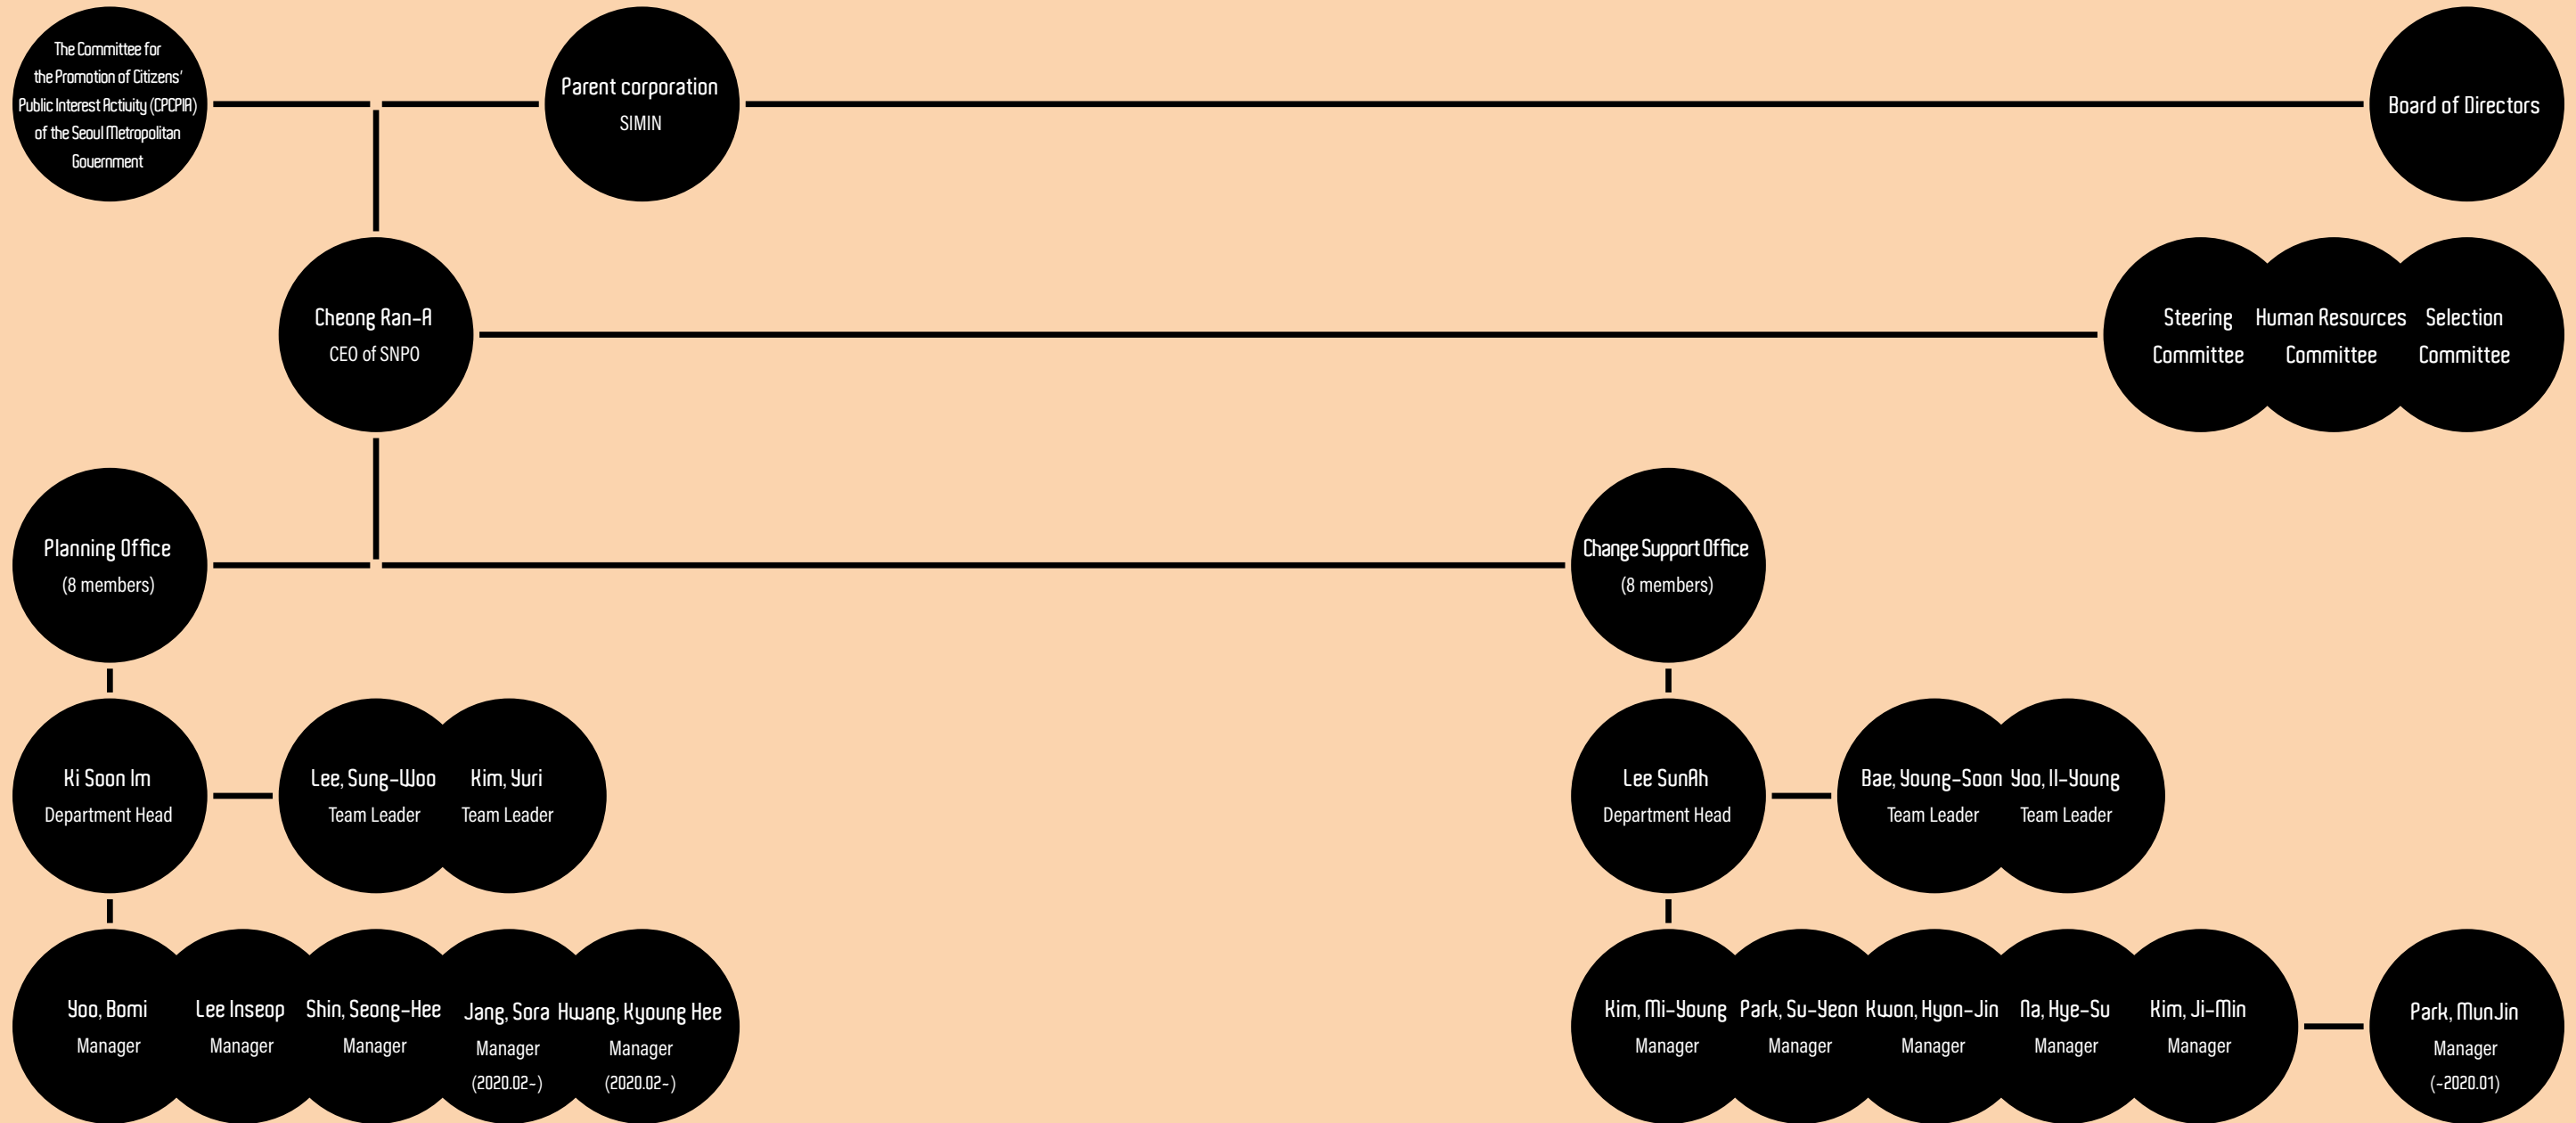 The Committee for
the Promotion of Citizens'
Public Interest Activity (CPCPIA)
of the Seoul Metropolitan
Government
Parent corporation
SIMIN
Board of Directors
Cheong Ran-A
CEO of SNPO
Steering
Committee
Human Resources
Committee
Selection
Committee
Planning Office
(8 members)
Change Support Office
(8 members)
Ki Soon Im
Department Head
Lee, Sung-Woo
Team Leader
Kim, Yuri
Team Leader
Lee SunAh
Department Head
Bae, Young-Soon
Team Leader
Yoo, Il-Young
Team Leader
Yoo, Bomi
Manager
Lee Inseop
Manager
Shin, Seong-Hee
Manager
Jang, Sora
Manager
(2020.02-)
Hwang, Kyoung Hee
Manager
(2020.02-)
Kim, Mi-Young
Manager
Park, Su-Yeon
Manager
Kwon, Hyon-Jin
Manager
Na, Hye-Su
Manager
Kim, Ji-Min
Manager
Park, MunJin
Manager
(-2020.01)